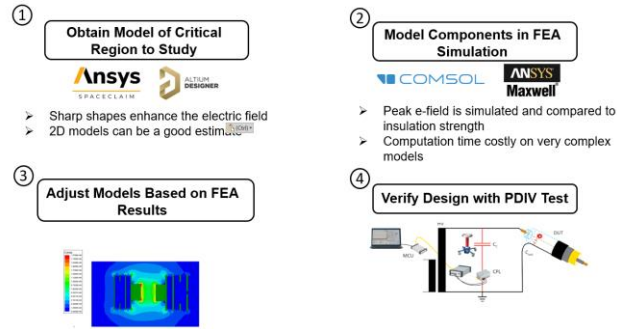 ①
Obtain Model of Critical
Region to Study
Ansys
SPACECLAIM
ALTIUM
DESIGNER
➤ Sharp shapes enhance the electric field
➤ 2D models can be a good estimate
②
Model Components in FEA
Simulation
COMSOL
ANSYS
Maxwell
➤ Peak e-field is simulated and compared to
insulation strength
➤ Computation time costly on very complex
models
③
Adjust Models Based on FEA
Results
④
Verify Design with PDIV Test
MCU
CPL
DUT